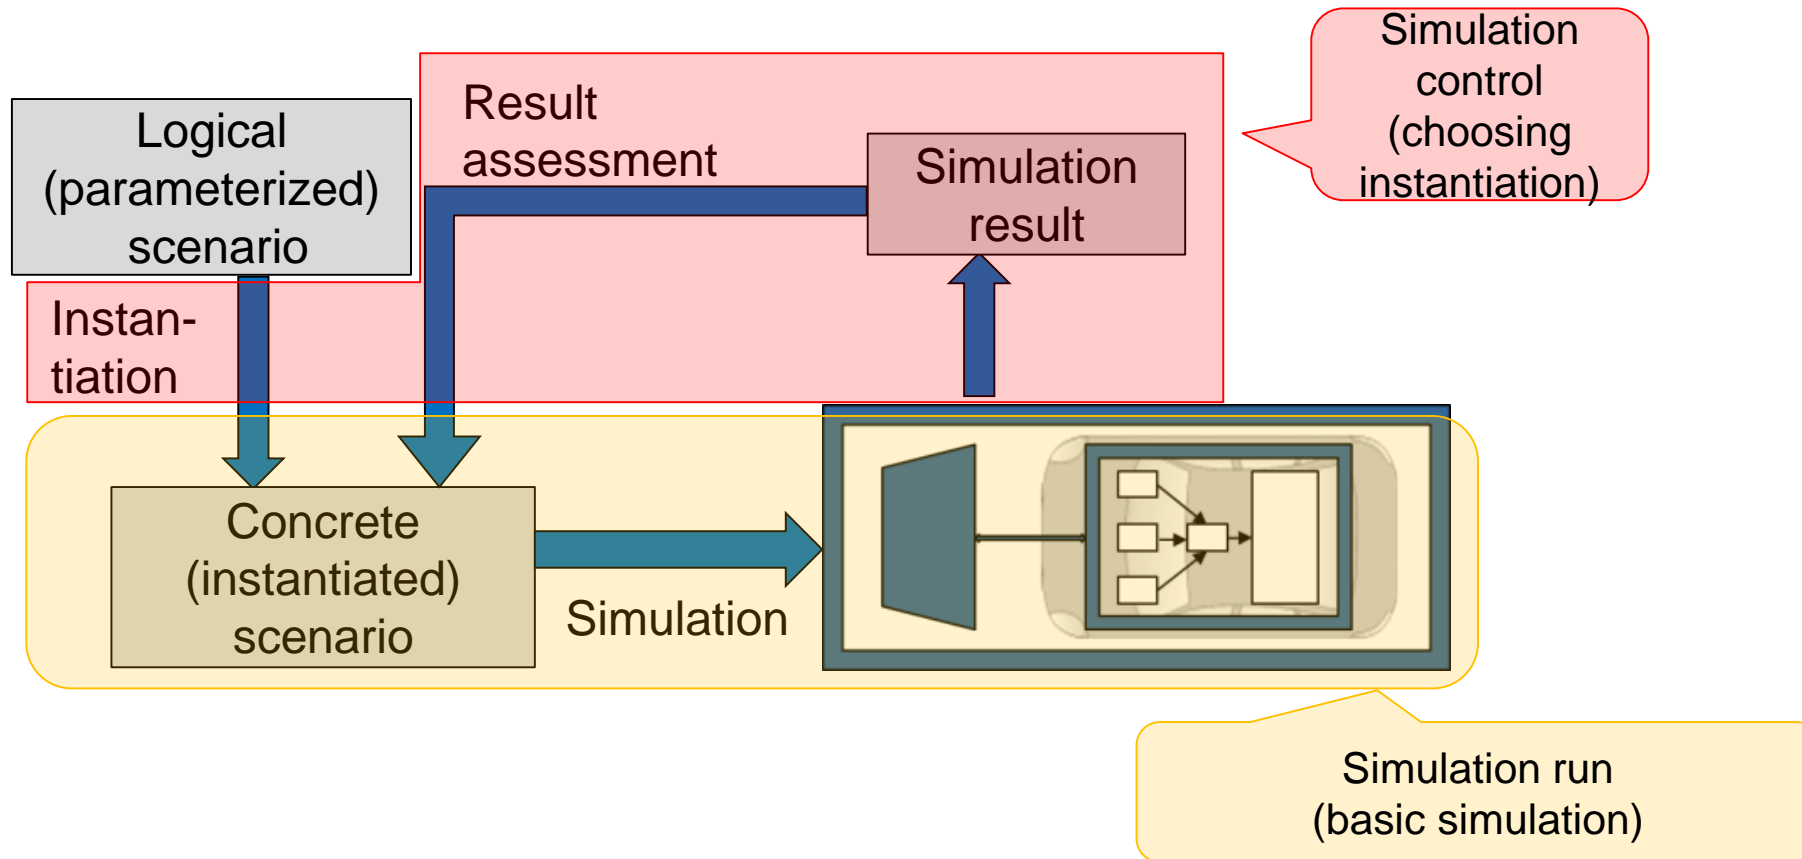 Simulation
control
(choosing
instantiation)
Result
assessment
Logical
(parameterized)
scenario
Simulation
result
Instan-
tiation
Concrete
(instantiated)
scenario
Simulation
Simulation run
(basic simulation)